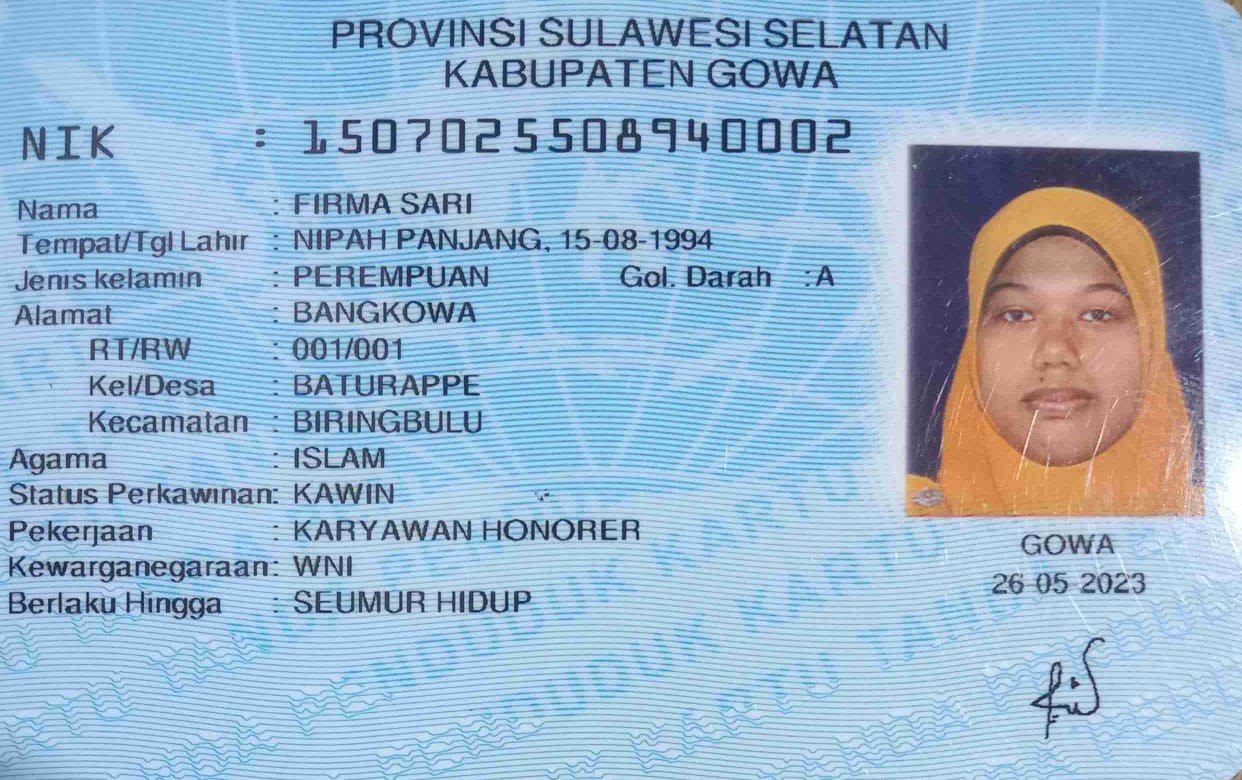 PROVINSI SULAWESI SELATAN
KABUPATEN GOWA
NIK : 1507025508940002
Nama : FIRMA SARI
Tempat/Tgl Lahir : NIPAH PANJANG, 15-08-1994
Jenis kelamin : PEREMPUAN Gol. Darah : A
Alamat : BANGKOWA
RT/RW : 001/001
Kel/Desa : BATURAPPE
Kecamatan : BIRINGBULU
Agama : ISLAM
Status Perkawinan: KAWIN
Pekerjaan : KARYAWAN HONORER
Kewarganegaraan: WNI
Berlaku Hingga : SEUMUR HIDUP
GOWA
26-05-2023